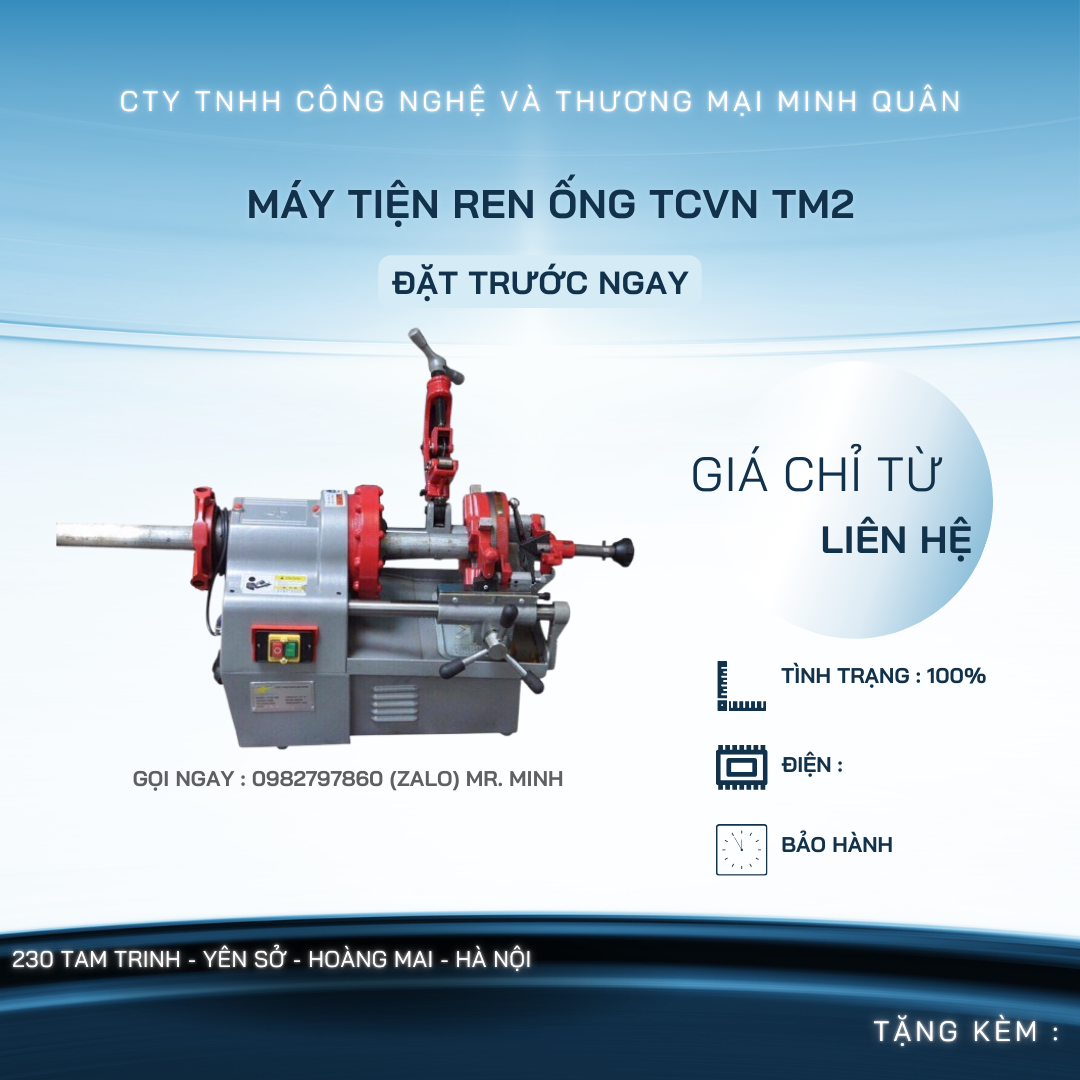 CTY TNHH CÔNG NGHỆ VÀ THƯƠNG MẠI MINH QUÂN
MÁY TIỆN REN ỐNG TCVN TM2
ĐẶT TRƯỚC NGAY
GIÁ CHỈ TỪ
LIÊN HỆ
TÌNH TRẠNG : 100%
ĐIỆN :
BẢO HÀNH
GỌI NGAY : 0982797860 (ZALO) MR. MINH
230 TAM TRINH - YÊN SỞ - HOÀNG MAI - HÀ NỘI
TẶNG KÈM :